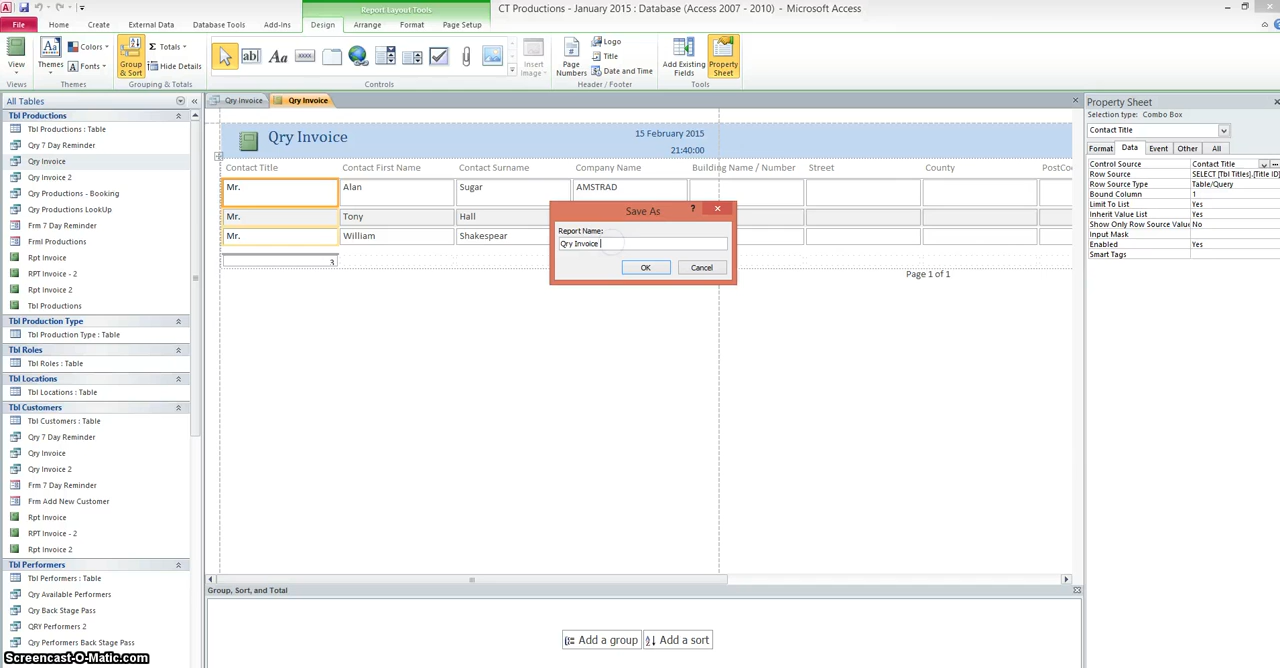 Report Layout Tools
CT Productions - January 2015 : Database (Access 2007 - 2010) - Microsoft Access
File Home Create External Data Database Tools Add-Ins Design Arrange Format Page Setup
View
Views
Themes
Colors
Fonts
Themes
Group & Sort
Totals
Hide Details
Grouping & Totals
ab|
Aa
xxxx
Controls
Insert Image
Page Numbers
Logo
Title
Date and Time
Header / Footer
Add Existing Fields
Property Sheet
Tools
All Tables
Tbl Productions
Tbl Productions : Table
Qry 7 Day Reminder
Qry Invoice
Qry Invoice 2
Qry Productions - Booking
Qry Productions LookUp
Frm 7 Day Reminder
Frml Productions
Rpt Invoice
RPT Invoice - 2
Rpt Invoice 2
Tbl Productions
Tbl Production Type
Tbl Production Type : Table
Tbl Roles
Tbl Roles : Table
Tbl Locations
Tbl Locations : Table
Tbl Customers
Tbl Customers : Table
Qry 7 Day Reminder
Qry Invoice
Qry Invoice 2
Frm 7 Day Reminder
Frm Add New Customer
Rpt Invoice
RPT Invoice - 2
Rpt Invoice 2
Tbl Performers
Tbl Performers : Table
Qry Available Performers
Qry Back Stage Pass
QRY Performers 2
Qry Performers Back Stage Pass
Screencast-O-Matic.com
Qry Invoice Qry Invoice
Qry Invoice
15 February 2015
21:40:00
Contact Title Contact First Name Contact Surname Company Name Building Name / Number Street County PostCo
Mr. Alan Sugar AMSTRAD
Mr. Tony Hall
Mr. William Shakespear
3
Page 1 of 1
Save As
?
Report Name:
Qry Invoice
OK Cancel
Group, Sort, and Total
Add a group Add a sort
Property Sheet
Selection type: Combo Box
Contact Title
Format Data Event Other All
Control Source Contact Title
Row Source SELECT [Tbl Titles].[Title ID]
Row Source Type Table/Query
Bound Column 1
Limit To List Yes
Inherit Value List Yes
Show Only Row Source Value: No
Input Mask
Enabled Yes
Smart Tags